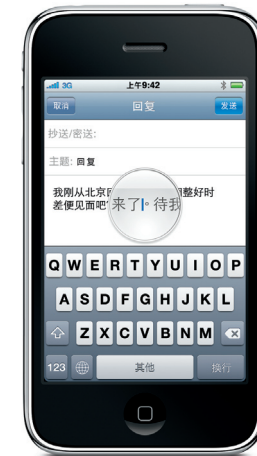 3G 上午9:42
取消 回复 发送
抄送/密送:
主题: 回复
我刚从北京 来了。待我 整好时
差便见面吧
Q W E R T Y U I O P
A S D F G H J K L
Z X C V B N M
123 其他 换行